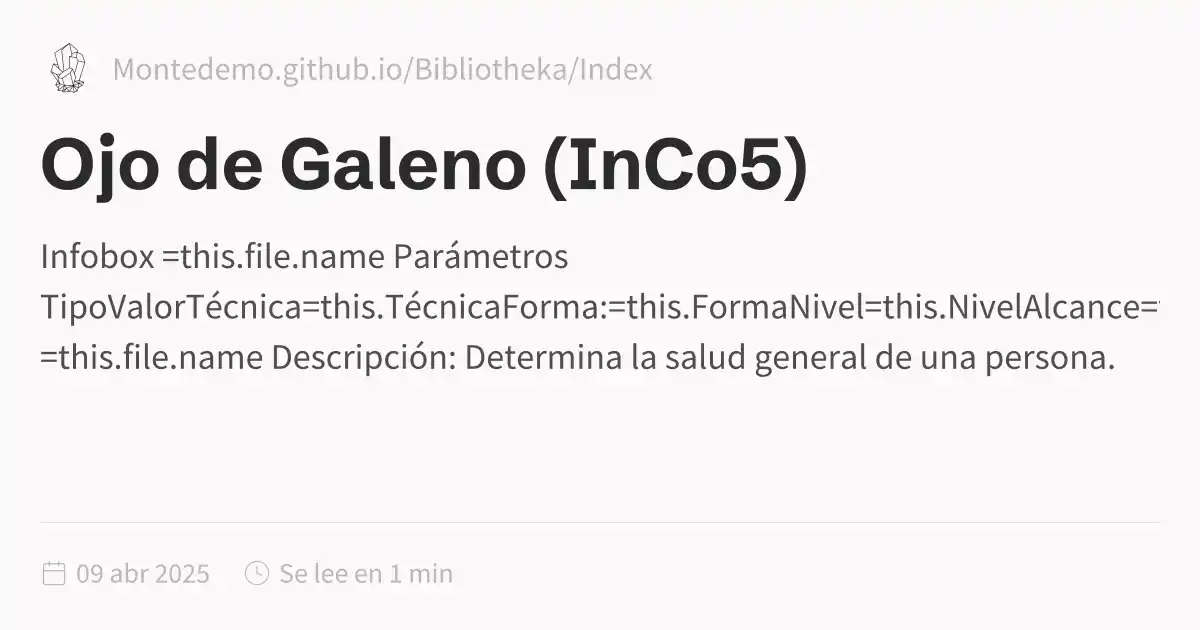 Montedemo.github.io/Bibliotheka/Index
Ojo de Galeno (InCo5)
Infobox =this.file.name Parámetros
TipoValorTécnica=this.TécnicaForma:=this.FormaNivel=this.NivelAlcance=
=this.file.name Descripción: Determina la salud general de una persona.
09 abr 2025 Se lee en 1 min